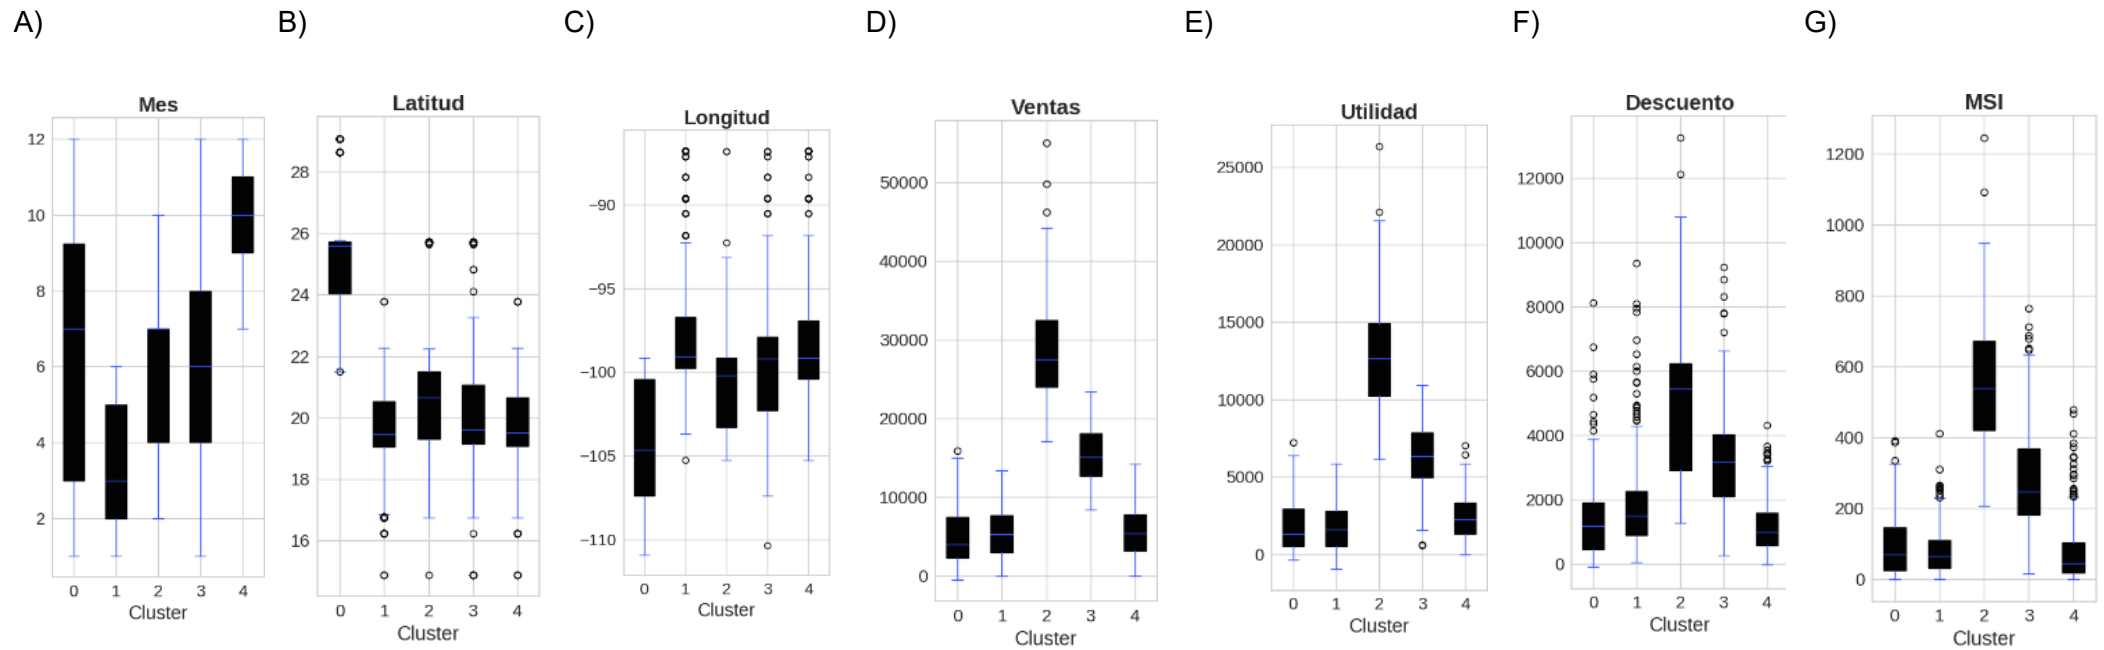 A) B) C) D) E) F) G)
Mes
12
10
8
6
4
2
0 1 2 3 4
Cluster
Latitud
28
26
24
22
20
18
16
0 1 2 3 4
Cluster
Longitud
−90
−95
−100
−105
−110
0 1 2 3 4
Cluster
Ventas
50000
40000
30000
20000
10000
0
0 1 2 3 4
Cluster
Utilidad
25000
20000
15000
10000
5000
0
0 1 2 3 4
Cluster
Descuento
12000
10000
8000
6000
4000
2000
0
0 1 2 3 4
Cluster
MSI
1200
1000
800
600
400
200
0
0 1 2 3 4
Cluster